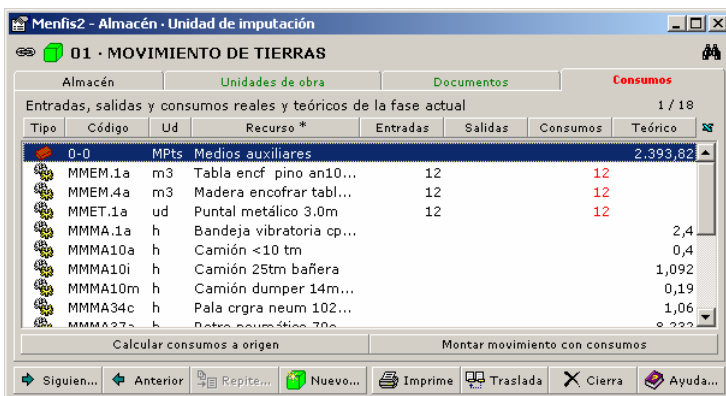 Menfis2 - Almacén · Unidad de imputación
01 · MOVIMIENTO DE TIERRAS
Almacén Unidades de obra Documentos Consumos
Entradas, salidas y consumos reales y teóricos de la fase actual 1 / 18
Tipo Código Ud Recurso * Entradas Salidas Consumos Teórico
0-0 MPts Medios auxiliares 2.393,82
MMEM.1a m3 Tabla encf pino an10... 12 12
MMEM.4a m3 Madera encofrar tabl... 12 12
MMET.1a ud Puntal metálico 3.0m 12 12
MMMA.1a h Bandeja vibratoria cp... 2,4
MMMA10a h Camión <10 tm 0,4
MMMA10i h Camión 25tm bañera 1,092
MMMA10m h Camión dumper 14m... 0,19
MMMA34c h Pala crgra neum 102... 1,06
MMMA37a h Retro neumático 70c... 8,232
Calcular consumos a origen Montar movimiento con consumos
Siguien... Anterior Repite... Nuevo... Imprime Traslada Cierra Ayuda...